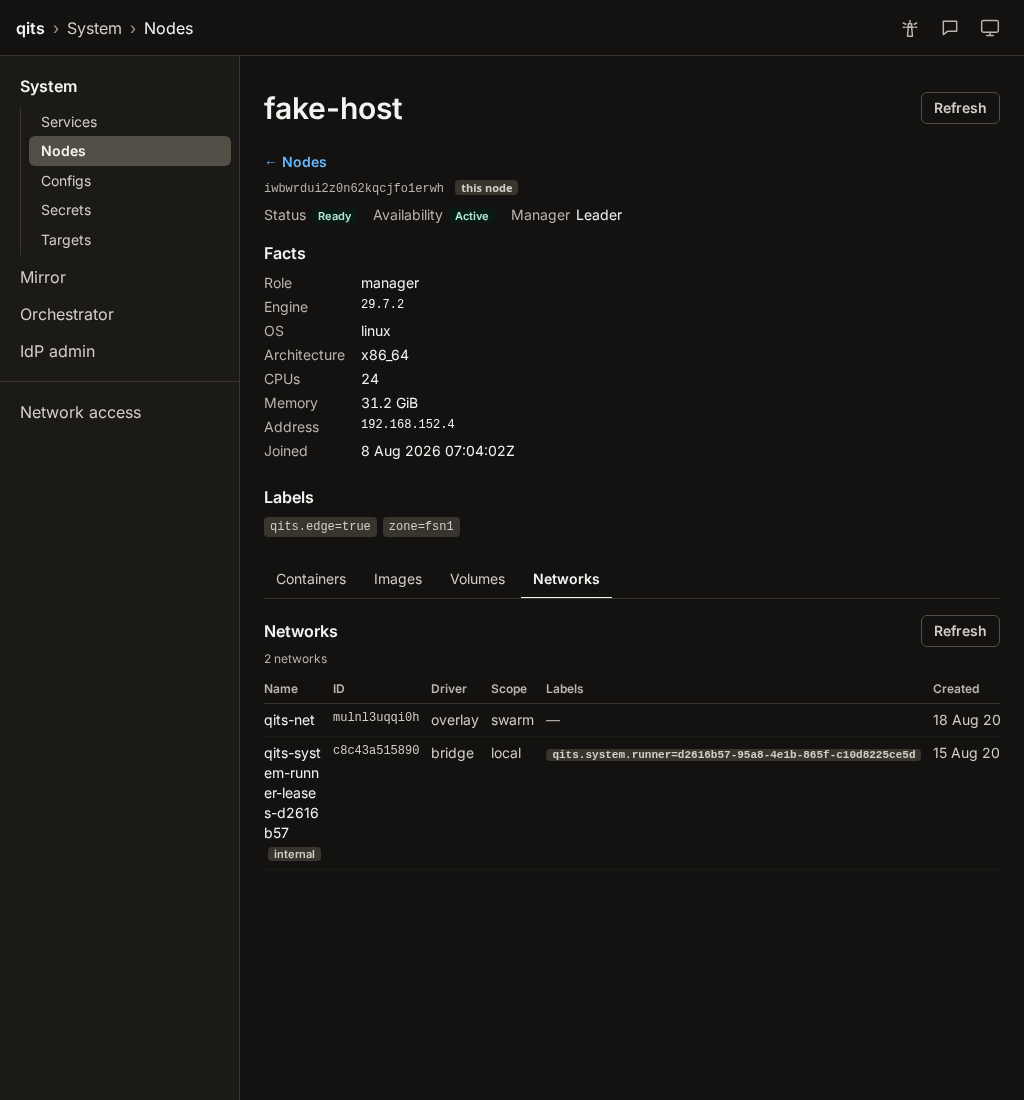 qits › System › Nodes
System
Services
Nodes
Configs
Secrets
Targets
Mirror
Orchestrator
IdP admin
Network access
fake-host
Refresh
← Nodes
iwbwrdui2z0n62kqcjfo1erwh this node
Status Ready Availability Active Manager Leader
Facts
Role manager
Engine 29.7.2
OS linux
Architecture x86_64
CPUs 24
Memory 31.2 GiB
Address 192.168.152.4
Joined 8 Aug 2026 07:04:02Z
Labels
qits.edge=true zone=fsn1
Containers Images Volumes Networks
Networks
Refresh
2 networks
Name ID Driver Scope Labels Created
qits-net mulnl3uqqi0h overlay swarm — 18 Aug 20
qits-syst c8c43a515890 bridge local qits.system.runner=d2616b57-95a8-4e1b-865f-c10d8225ce5d 15 Aug 20
em-runn
er-lease
s-d2616
b57
internal